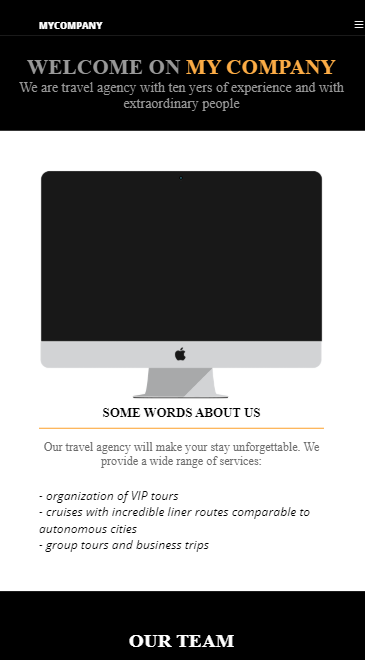 MYCOMPANY
WELCOME ON MY COMPANY
We are travel agency with ten yers of experience and with
extraordinary people
SOME WORDS ABOUT US
Our travel agency will make your stay unforgettable. We
provide a wide range of services:
- organization of VIP tours
- cruises with incredible liner routes comparable to
autonomous cities
- group tours and business trips
OUR TEAM